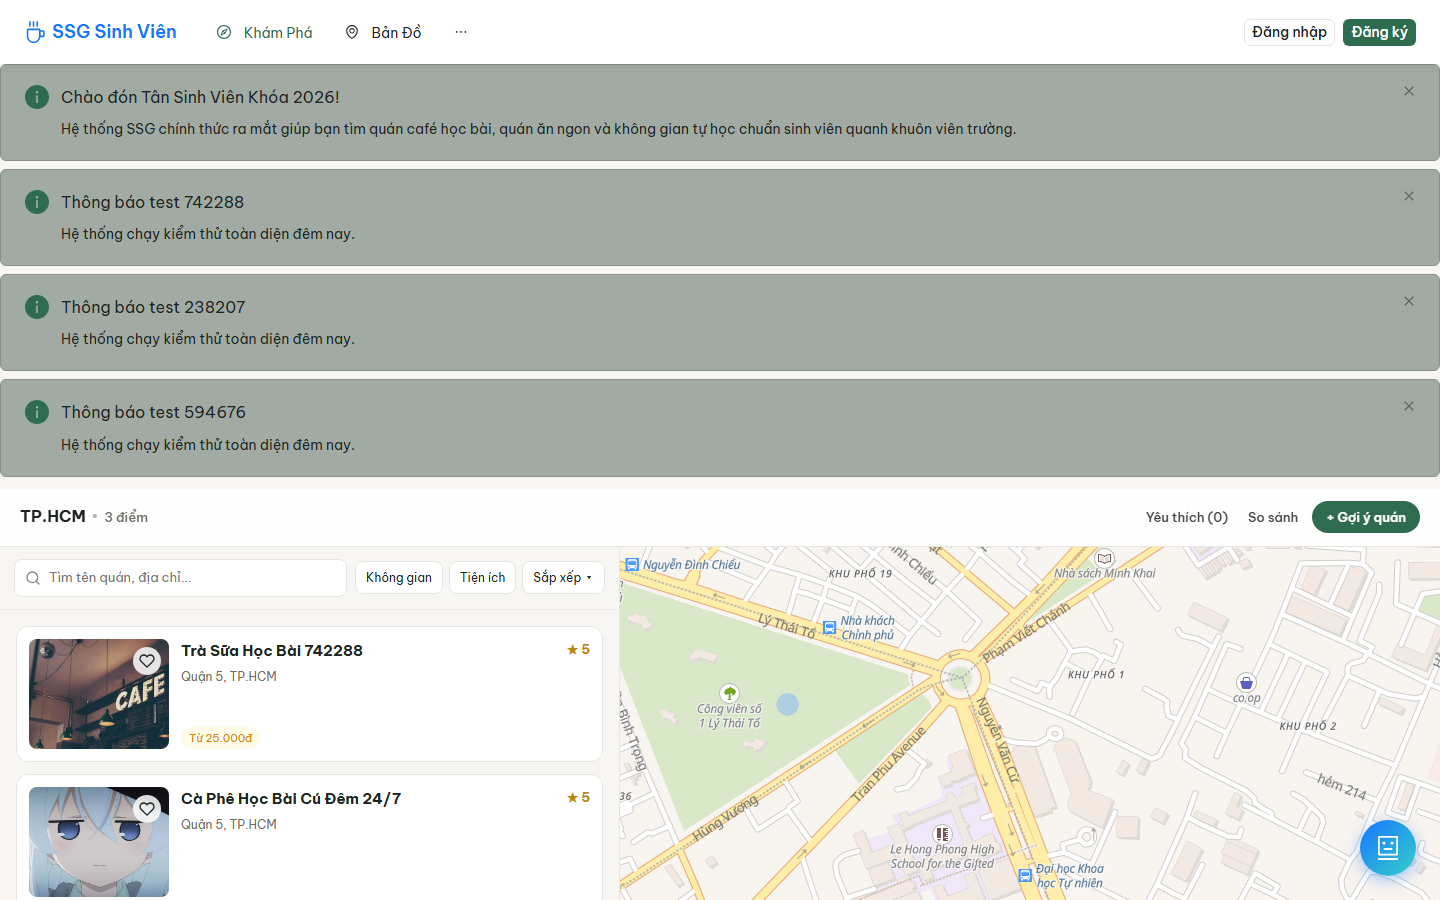 SSG Sinh Viên
Khám Phá
Bản Đồ
···
Đăng nhập
Đăng ký
Chào đón Tân Sinh Viên Khóa 2026!
Hệ thống SSG chính thức ra mắt giúp bạn tìm quán café học bài, quán ăn ngon và không gian tự học chuẩn sinh viên quanh khuôn viên trường.
Thông báo test 742288
Hệ thống chạy kiểm thử toàn diện đêm nay.
Thông báo test 238207
Hệ thống chạy kiểm thử toàn diện đêm nay.
Thông báo test 594676
Hệ thống chạy kiểm thử toàn diện đêm nay.
TP.HCM • 3 điểm
Yêu thích (0)
So sánh
+ Gợi ý quán
Tìm tên quán, địa chỉ...
Không gian
Tiện ích
Sắp xếp
CAFE
Trà Sữa Học Bài 742288
★ 5
Quận 5, TP.HCM
Từ 25.000đ
Cà Phê Học Bài Cú Đêm 24/7
★ 5
Quận 5, TP.HCM
Nguyễn Đình Chiểu
KHU PHỐ 19
Nhà sách Minh Khai
Lý Thái Tổ
Nhà khách
Chính phủ
Phạm Viết Chánh
KHU PHỐ 1
co.op
Công viên số
1 Lý Thái Tổ
KHU PHỐ 2
Nguyễn Văn Cừ
Tran Phu Avenue
hẻm 214
36
Hùng Vương
Le Hong Phong High
School for the Gifted
Đại học Khoa
học Tự nhiên